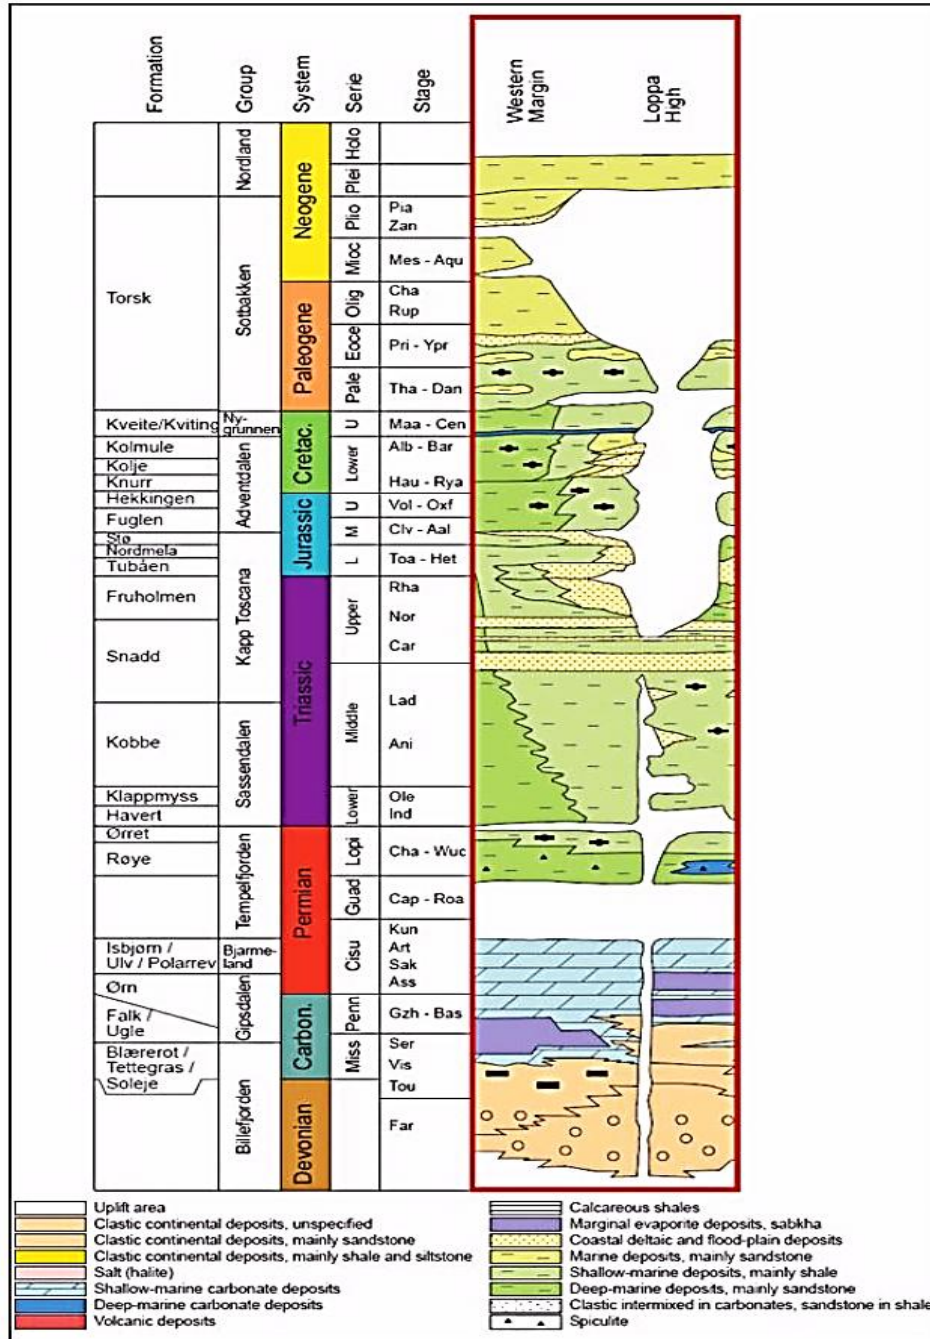 Formation
Group
System
Serie
Stage
Western
Margin
Loppa
High
Nordland
Holo
Plei
Neogene
Plio
Pia
Zan
Mioc
Mes - Aqu
Torsk
Sotbakken
Paleogene
Olig
Cha
Rup
Eoce
Pri - Ypr
Pale
Tha - Dan
Kveite/Kviting
Ny-
grunnen
Cretac.
U
Maa - Cen
Kolmule
Kolje
Knurr
Adventdalen
Lower
Alb - Bar
Hau - Rya
Hekkingen
Fuglen
Jurassic
U
Vol - Oxf
M
Clv - Aal
Stø
Nordmela
Tubåen
L
Toa - Het
Fruholmen
Kapp Toscana
Triassic
Upper
Rha
Nor
Car
Snadd
Middle
Lad
Ani
Kobbe
Sassendalen
Klappmyss
Havert
Lower
Ole
Ind
Ørret
Røye
Tempelfjorden
Permian
Lopi
Cha - Wuc
Guad
Cap - Roa
Isbjørn /
Ulv / Polarrev
Bjarme-
land
Cisu
Kun
Art
Sak
Ass
Ørn
Gipsdalen
Falk /
Ugle
Carbon.
Penn
Gzh - Bas
Blærerot /
Tettegras /
Soleje
Billefjorden
Miss
Ser
Vis
Tou
Devonian
Far
Uplift area
Clastic continental deposits, unspecified
Clastic continental deposits, mainly sandstone
Clastic continental deposits, mainly shale and siltstone
Salt (halite)
Shallow-marine carbonate deposits
Deep-marine carbonate deposits
Volcanic deposits
Calcareous shales
Marginal evaporite deposits, sabkha
Coastal deltaic and flood-plain deposits
Marine deposits, mainly sandstone
Shallow-marine deposits, mainly shale
Deep-marine deposits, mainly sandstone
Clastic intermixed in carbonates, sandstone in shale
Spiculite